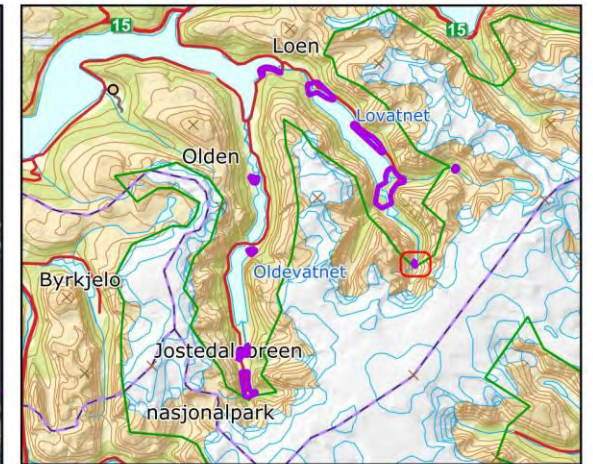 15
15
Loen
Lovatnet
Olden
Oldevatnet
Byrkjelo
Jostedalsbreen
nasjonalpark